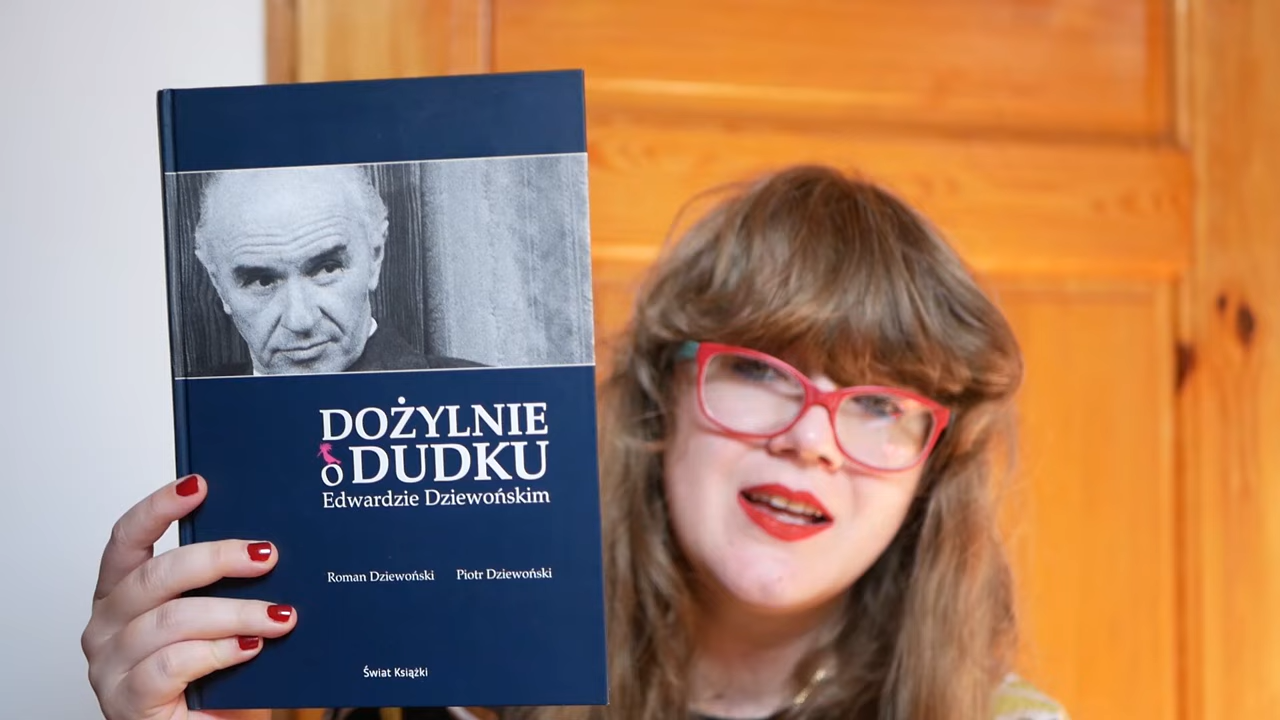 DOŻYLNIE
o DUDKU
Edwardzie Dziewońskim
Roman Dziewoński Piotr Dziewoński
Świat Książki